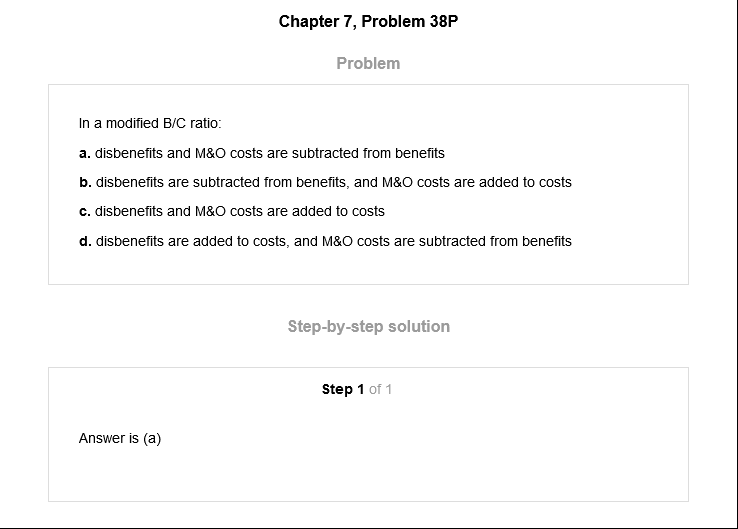 Chapter 7, Problem 38P
Problem
In a modified B/C ratio:
a. disbenefits and M&O costs are subtracted from benefits
b. disbenefits are subtracted from benefits, and M&O costs are added to costs
c. disbenefits and M&O costs are added to costs
d. disbenefits are added to costs, and M&O costs are subtracted from benefits
Step-by-step solution
Step 1 of 1
Answer is (a)